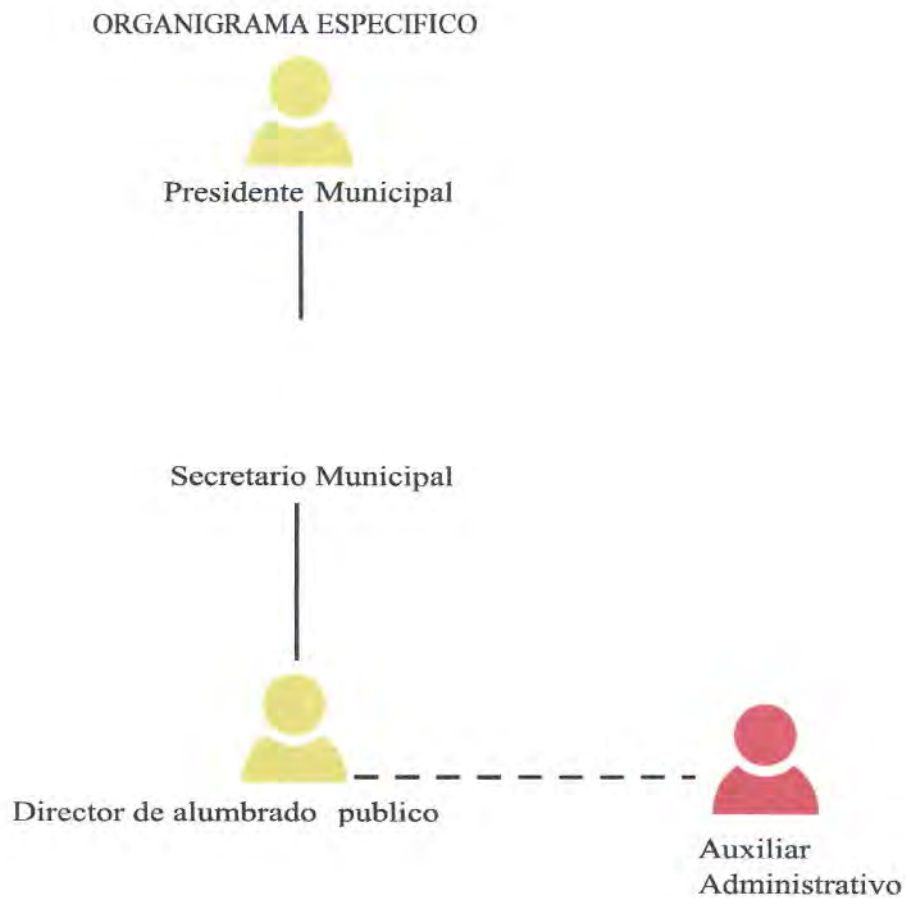 ORGANIGRAMA ESPECIFICO
Presidente Municipal
Secretario Municipal
Director de alumbrado publico
Auxiliar
Administrativo